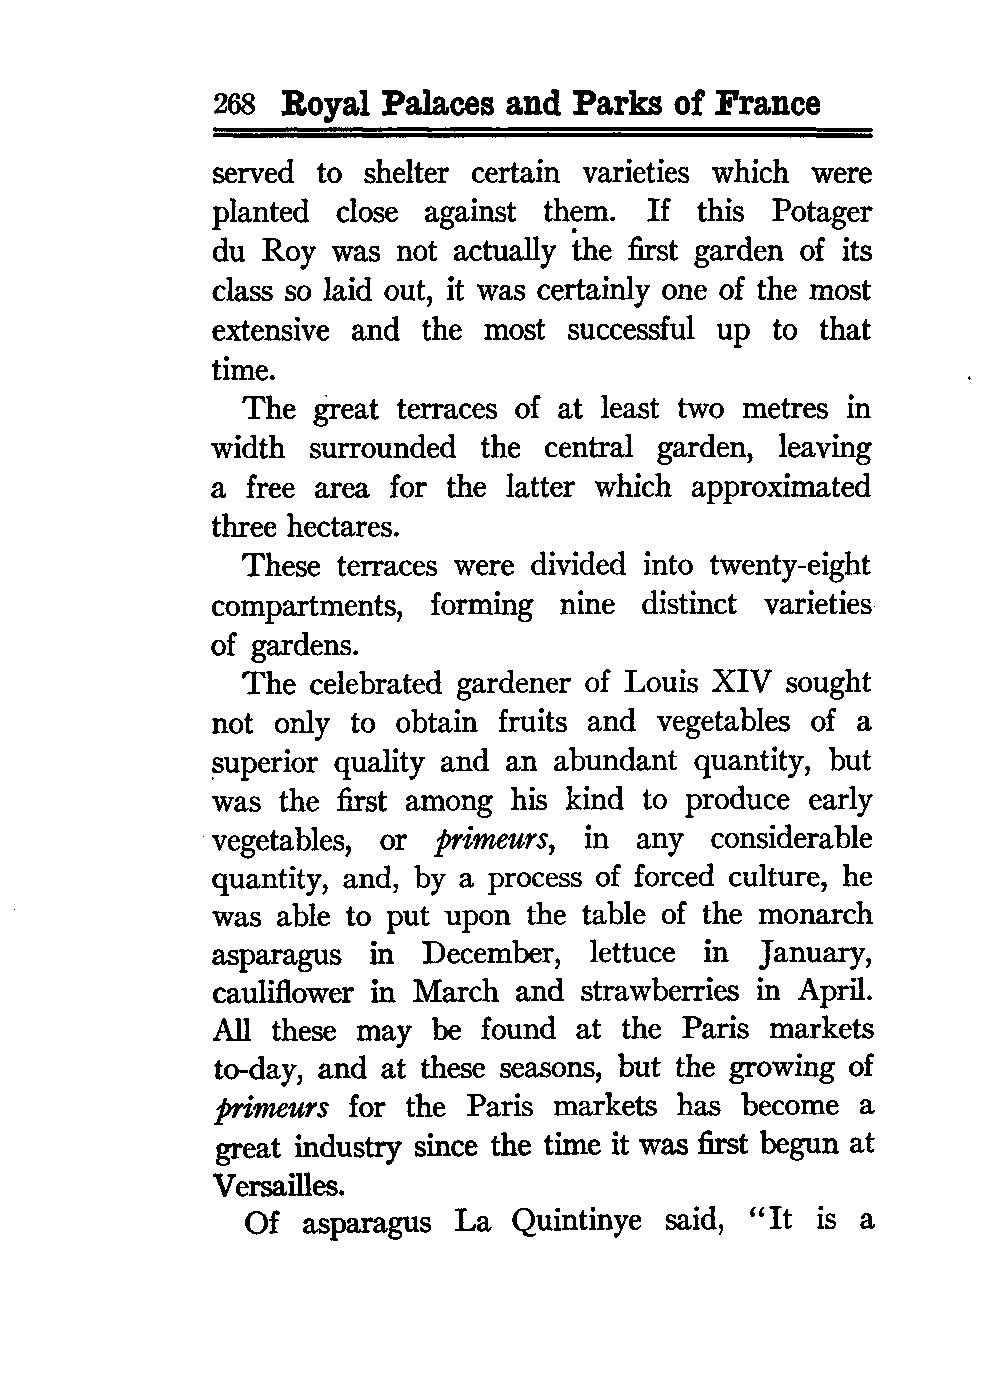 268 Royal Palaces and Parks of France
served to shelter certain varieties which were
planted close against them. If this Potager
du Roy was not actually the first garden of its
class so laid out, it was certainly one of the most
extensive and the most successful up to that
time.
The great terraces of at least two metres in
width surrounded the central garden, leaving
a free area for the latter which approximated
three hectares.
These terraces were divided into twenty-eight
compartments, forming nine distinct varieties
of gardens.
The celebrated gardener of Louis XIV sought
not only to obtain fruits and vegetables of a
superior quality and an abundant quantity, but
was the first among his kind to produce early
vegetables, or primeurs, in any considerable
quantity, and, by a process of forced culture, he
was able to put upon the table of the monarch
asparagus in December, lettuce in January,
cauliflower in March and strawberries in April.
All these may be found at the Paris markets
to-day, and at these seasons, but the growing of
primeurs for the Paris markets has become a
great industry since the time it was first begun at
Versailles.
Of asparagus La Quintinye said, “It is a